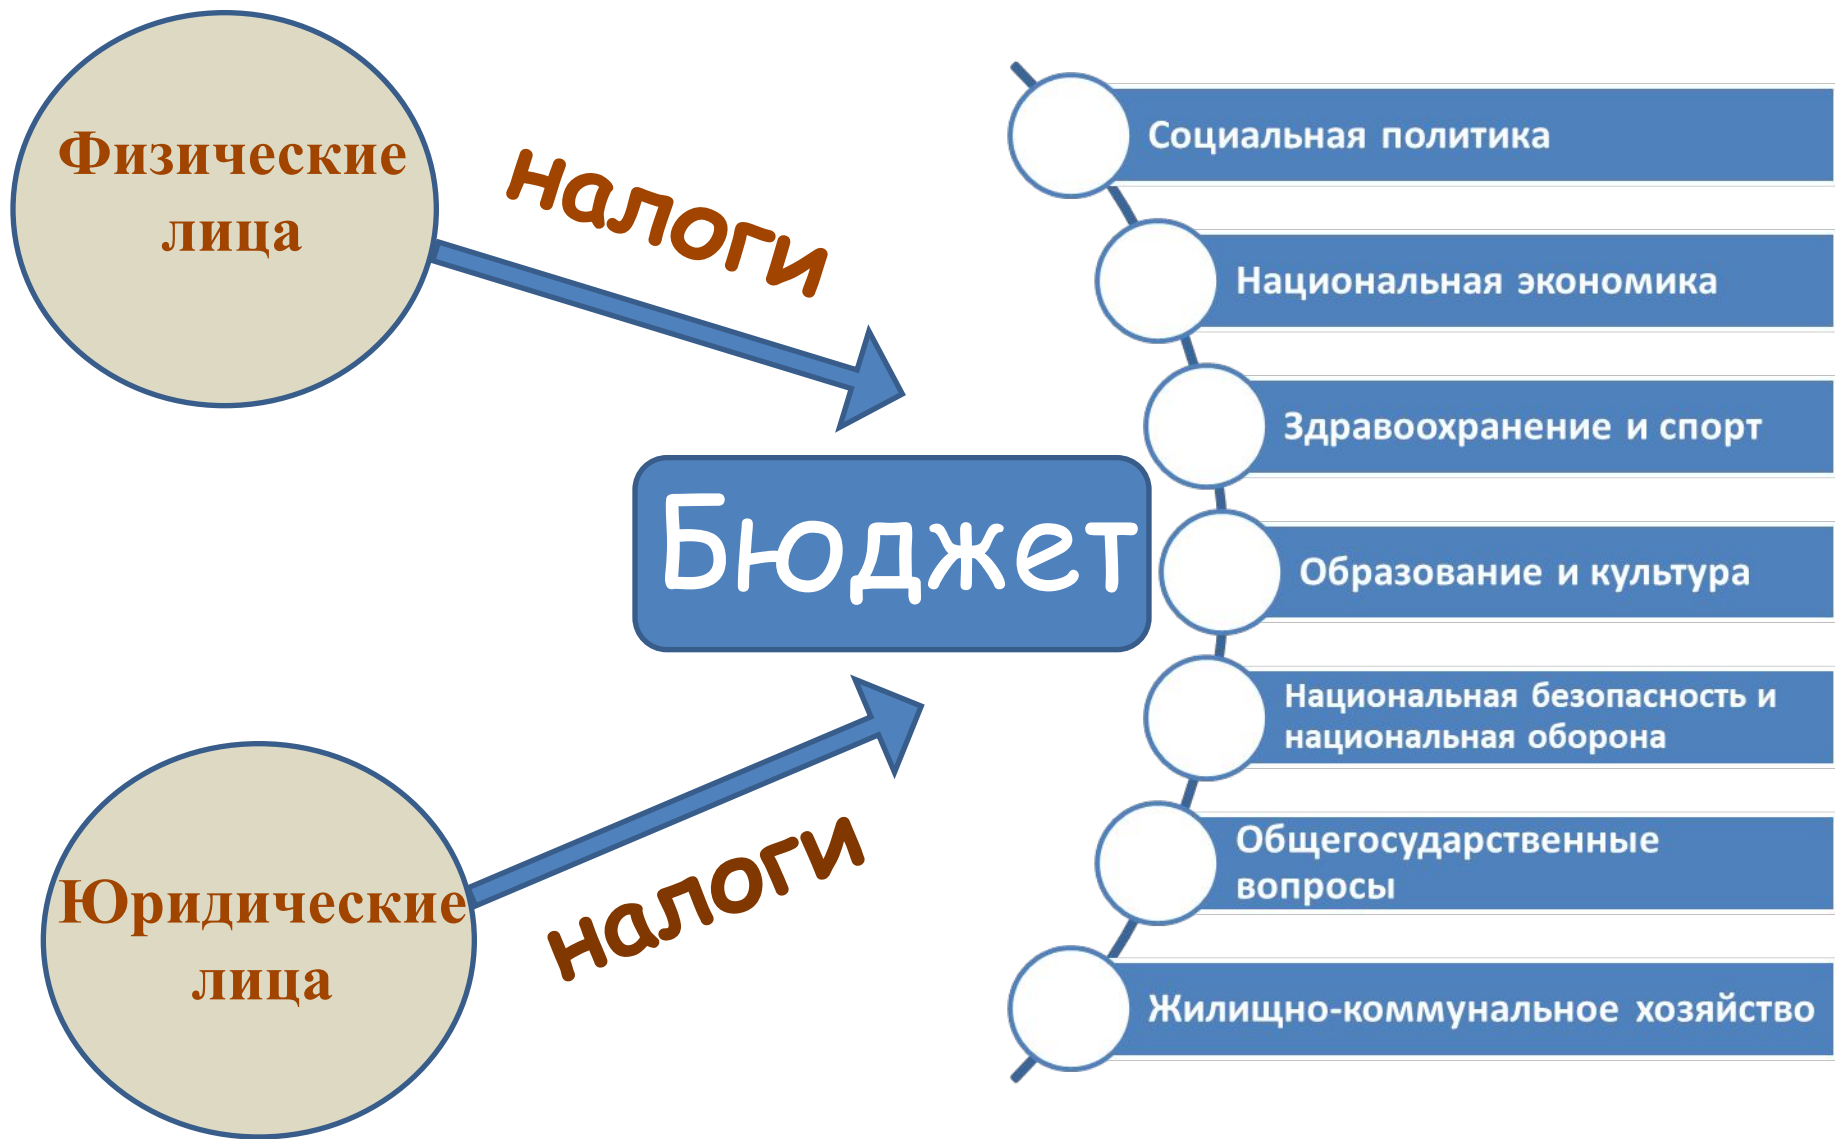 Физические
лица
налоги
Бюджет
Юридические
лица
налоги
Социальная политика
Национальная экономика
Здравоохранение и спорт
Образование и культура
Национальная безопасность и
национальная оборона
Общегосударственные
вопросы
Жилищно-коммунальное хозяйство